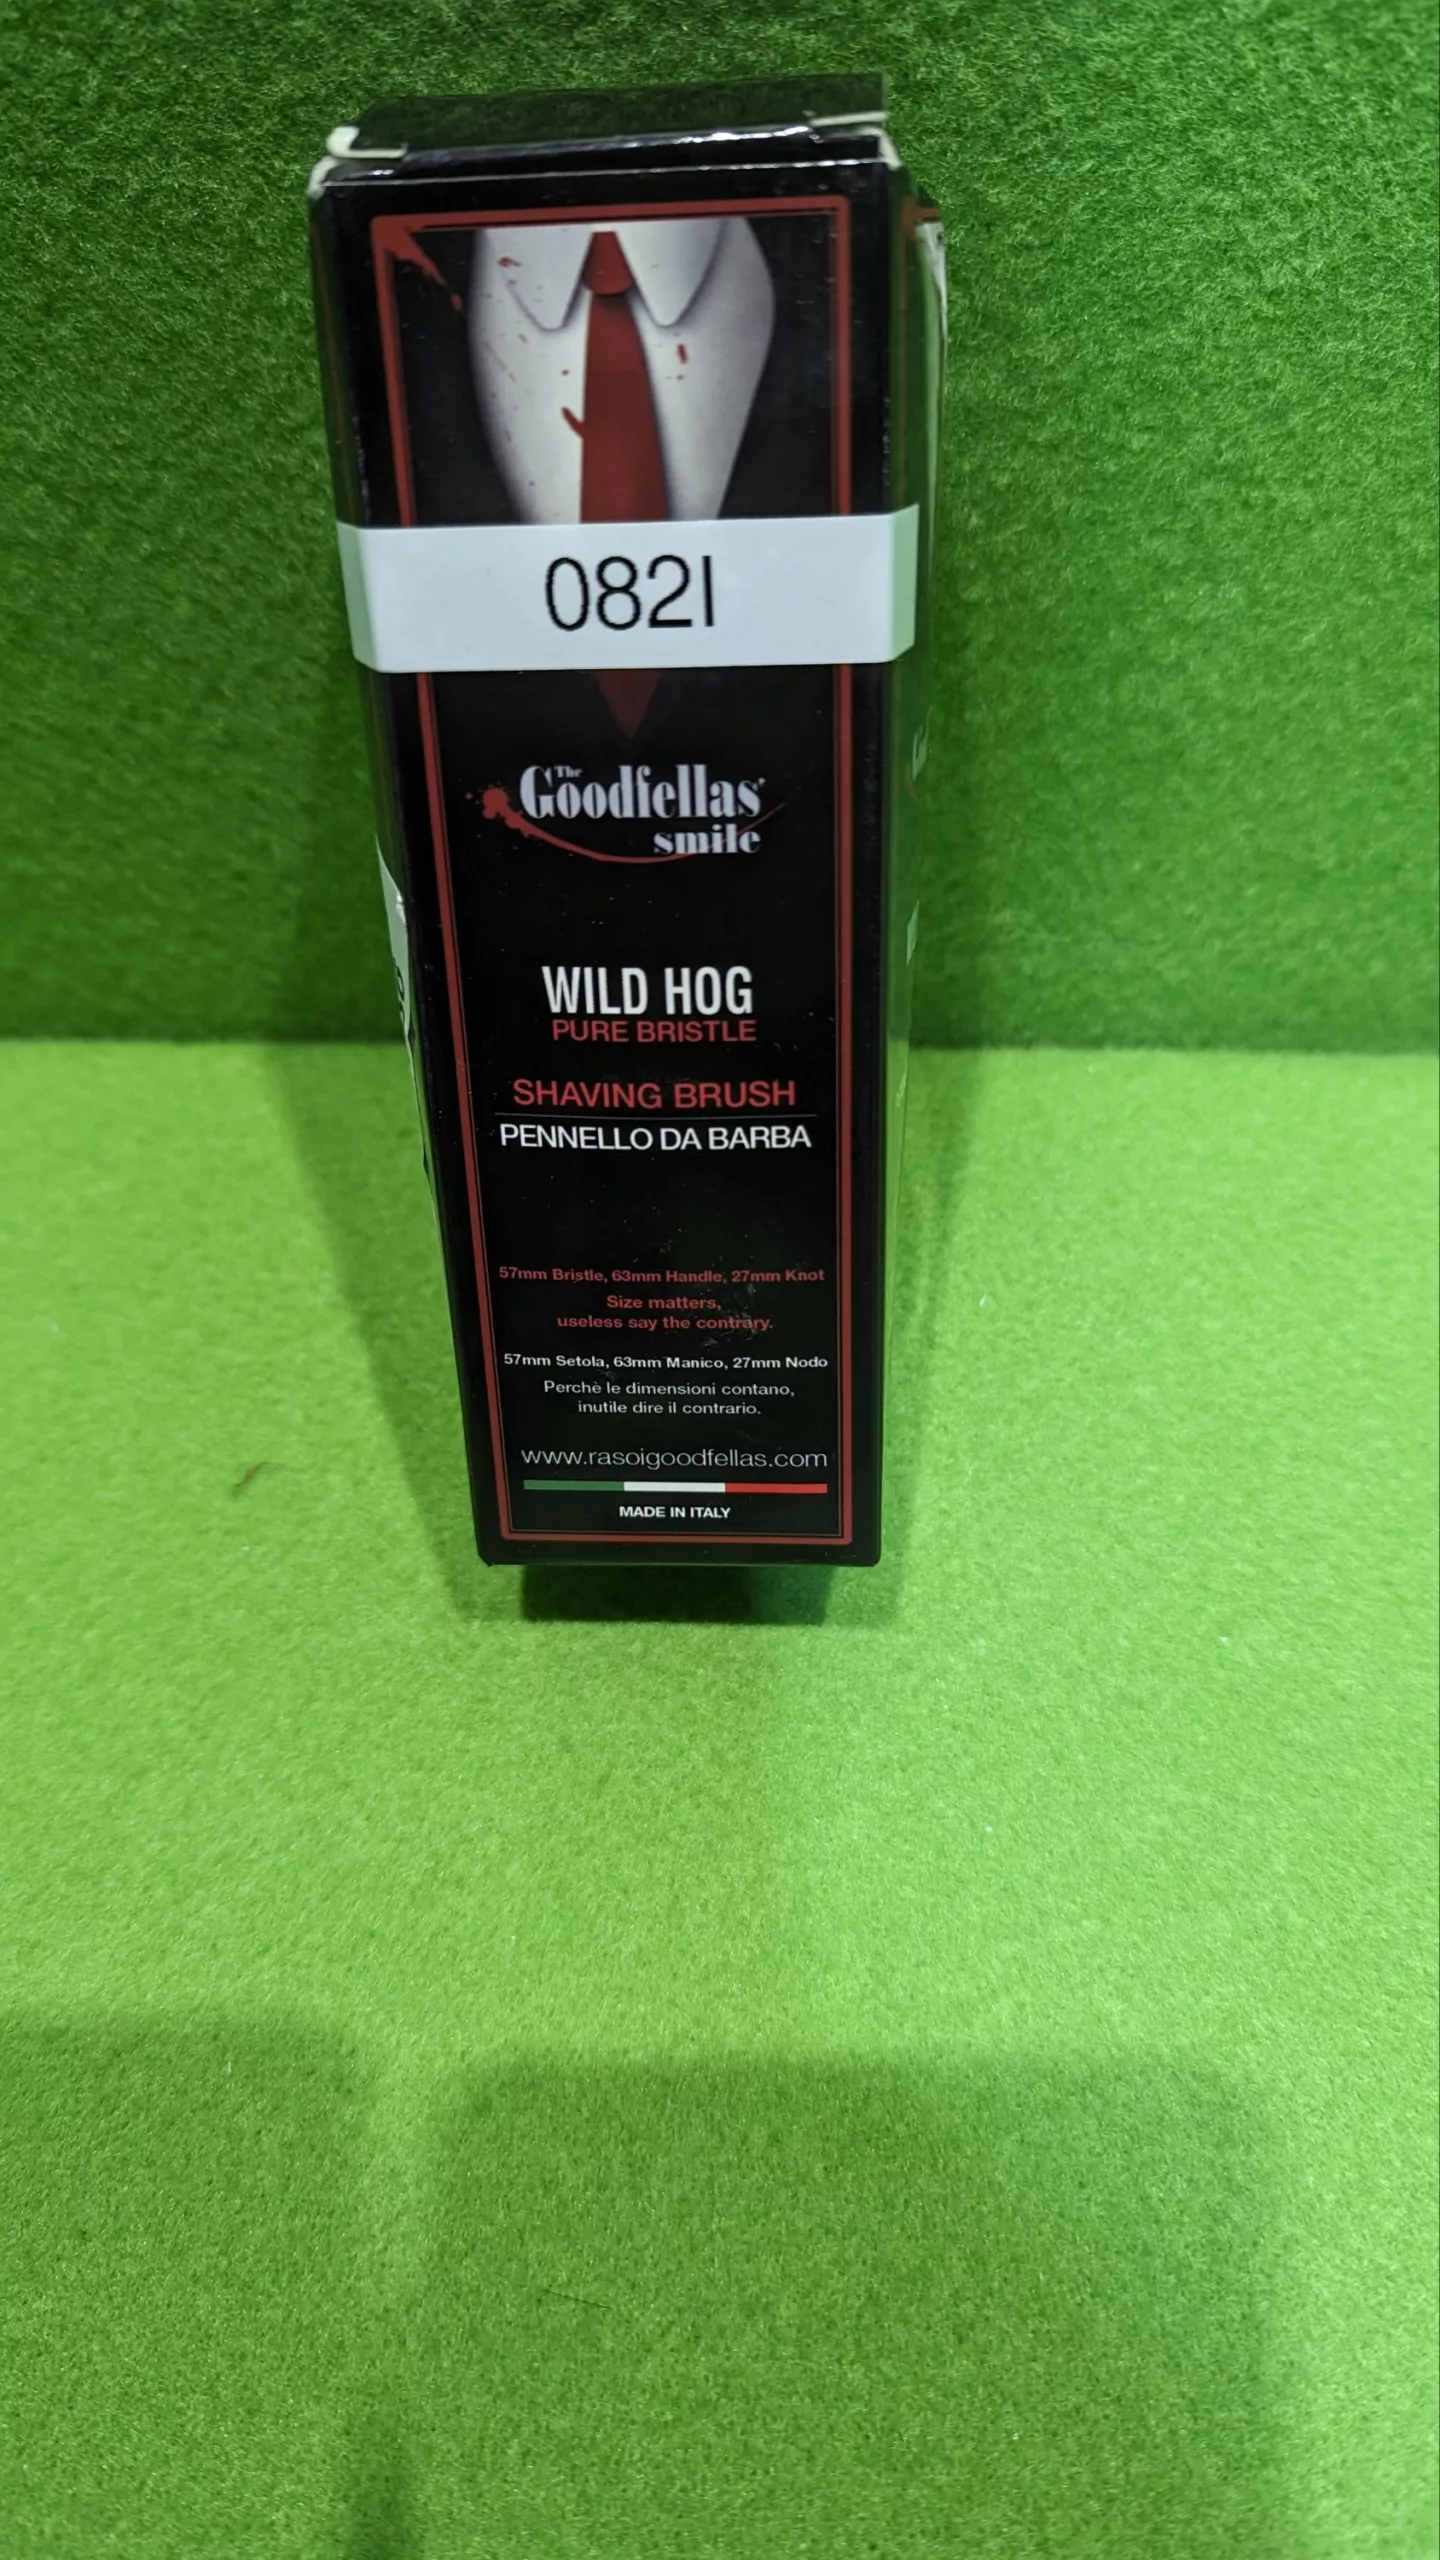 082I
The
Goodfellas'
smile
WILD HOG
PURE BRISTLE
SHAVING BRUSH
PENNELLO DA BARBA
57mm Bristle, 63mm Handle, 27mm Knot
Size matters,
useless say the contrary.
57mm Setola, 63mm Manico, 27mm Nodo
Perchè le dimensioni contano,
inutile dire il contrario.
www.rasoigoodfellas.com
MADE IN ITALY